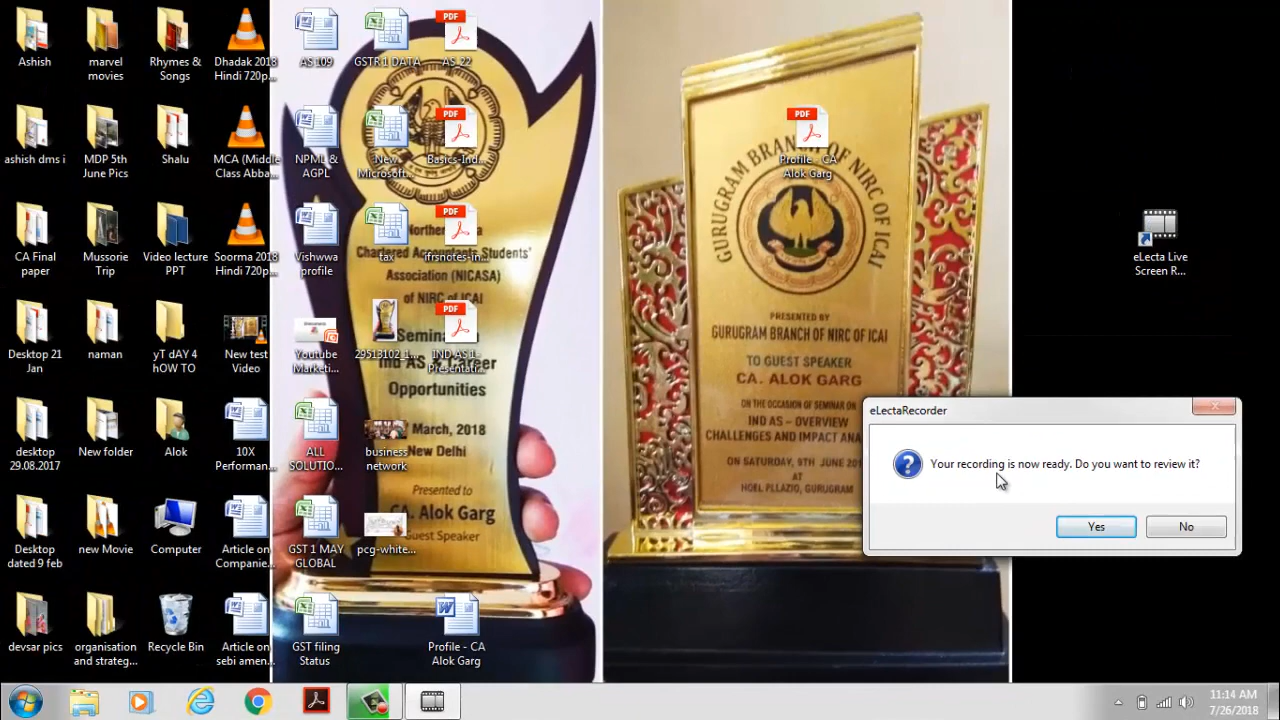 Ashish
marvel
movies
Rhymes &
Songs
Dhadak 2018
Hindi 720p...
AS 109
GSTR 1 DATA
PDF
AS 22
ashish dms i
MDP 5th
June Pics
Shalu
MCA (Middle
Class Abba...
NPML &
AGPL
New
Microsoft...
PDF
Basics-Ind...
PDF
Profile - CA
Alok Garg
CA Final
paper
Mussorie
Trip
Video lecture
PPT
Soorma 2018
Hindi 720p...
Vishwwa
profile
tax
PDF
ifrsnotes-in...
eLecta Live
Screen R...
Desktop 21
Jan
naman
yT dAY 4
hOW TO
New test
Video
Youtube
Marketi...
29513102_1...
PDF
IND AS 1-
Presentati...
desktop
29.08.2017
New folder
Alok
10X
Performan...
ALL
SOLUTIO...
business
network
Desktop
dated 9 feb
new Movie
Computer
Article on
Companie...
GST 1 MAY
GLOBAL
pcg-white...
devsar pics
organisation
and strateg...
Recycle Bin
Article on
sebi amen...
GST filing
Status
Profile - CA
Alok Garg
Chartered Accountants Students'
Association (NICASA)
of NIRC of ICAI
Ind AS & Career
Opportunities
March, 2018
New Delhi
Presented to
CA. Alok Garg
Guest Speaker
GURUGRAM BRANCH OF NIRC OF ICAI
PRESENTED BY
GURUGRAM BRANCH OF NIRC OF ICAI
TO GUEST SPEAKER
CA. ALOK GARG
ON THE OCCASION OF SEMINAR ON
IND AS – OVERVIEW
CHALLENGES AND IMPACT ANA
ON SATURDAY, 9TH JUNE 201
AT
HOEL PLLAZIO, GURUGRAM
eLectaRecorder
Your recording is now ready. Do you want to review it?
Yes
No
11:14 AM
7/26/2018